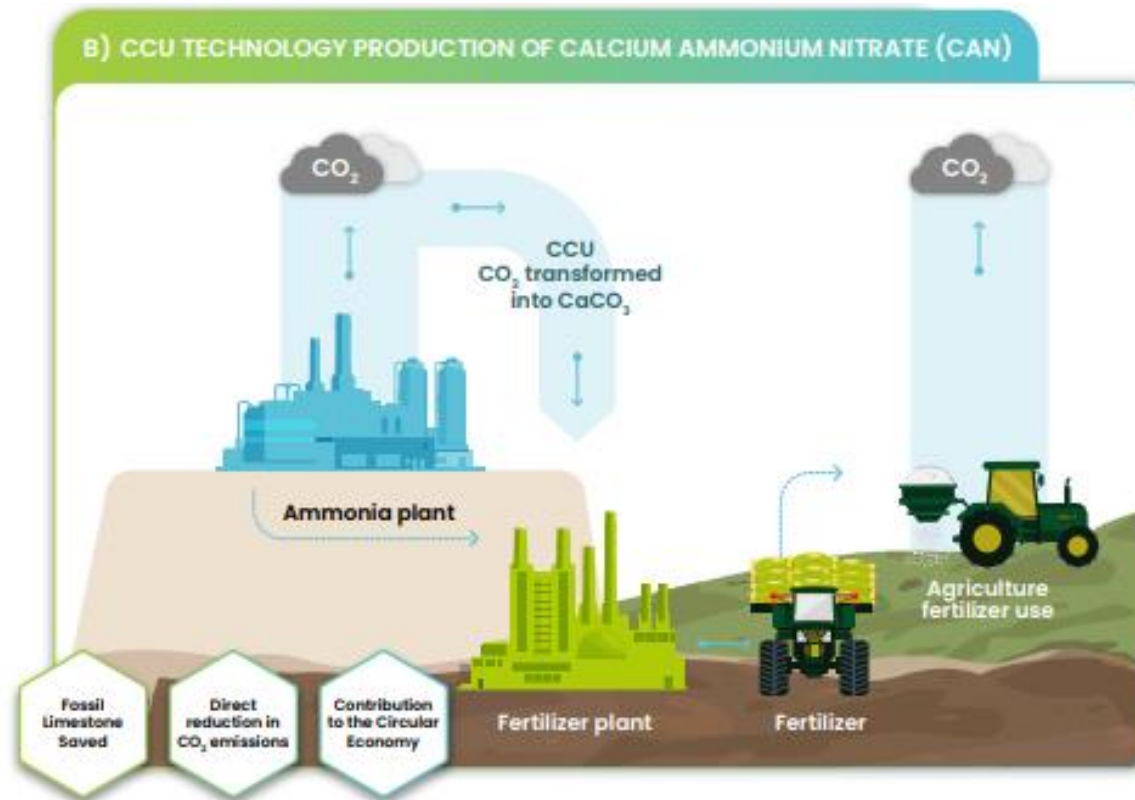 B) CCU TECHNOLOGY PRODUCTION OF CALCIUM AMMONIUM NITRATE (CAN)
CO₂
CO₂
CCU
CO₂ transformed
into CaCO₃
Ammonia plant
Agriculture
fertilizer use
Fossil
Limestone
Saved
Direct
reduction in
CO₂ emissions
Contribution
to the Circular
Economy
Fertilizer plant
Fertilizer